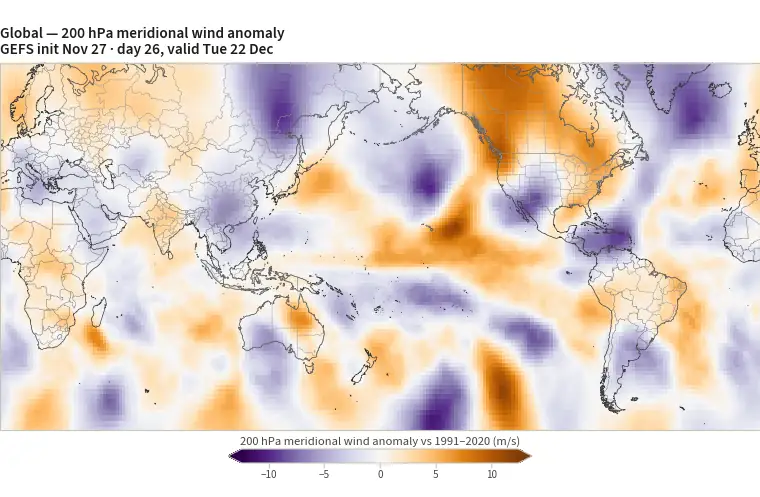 Global — 200 hPa meridional wind anomaly
GEFS init Nov 27 · day 26, valid Tue 22 Dec
200 hPa meridional wind anomaly vs 1991–2020 (m/s)
−10 −5 0 5 10